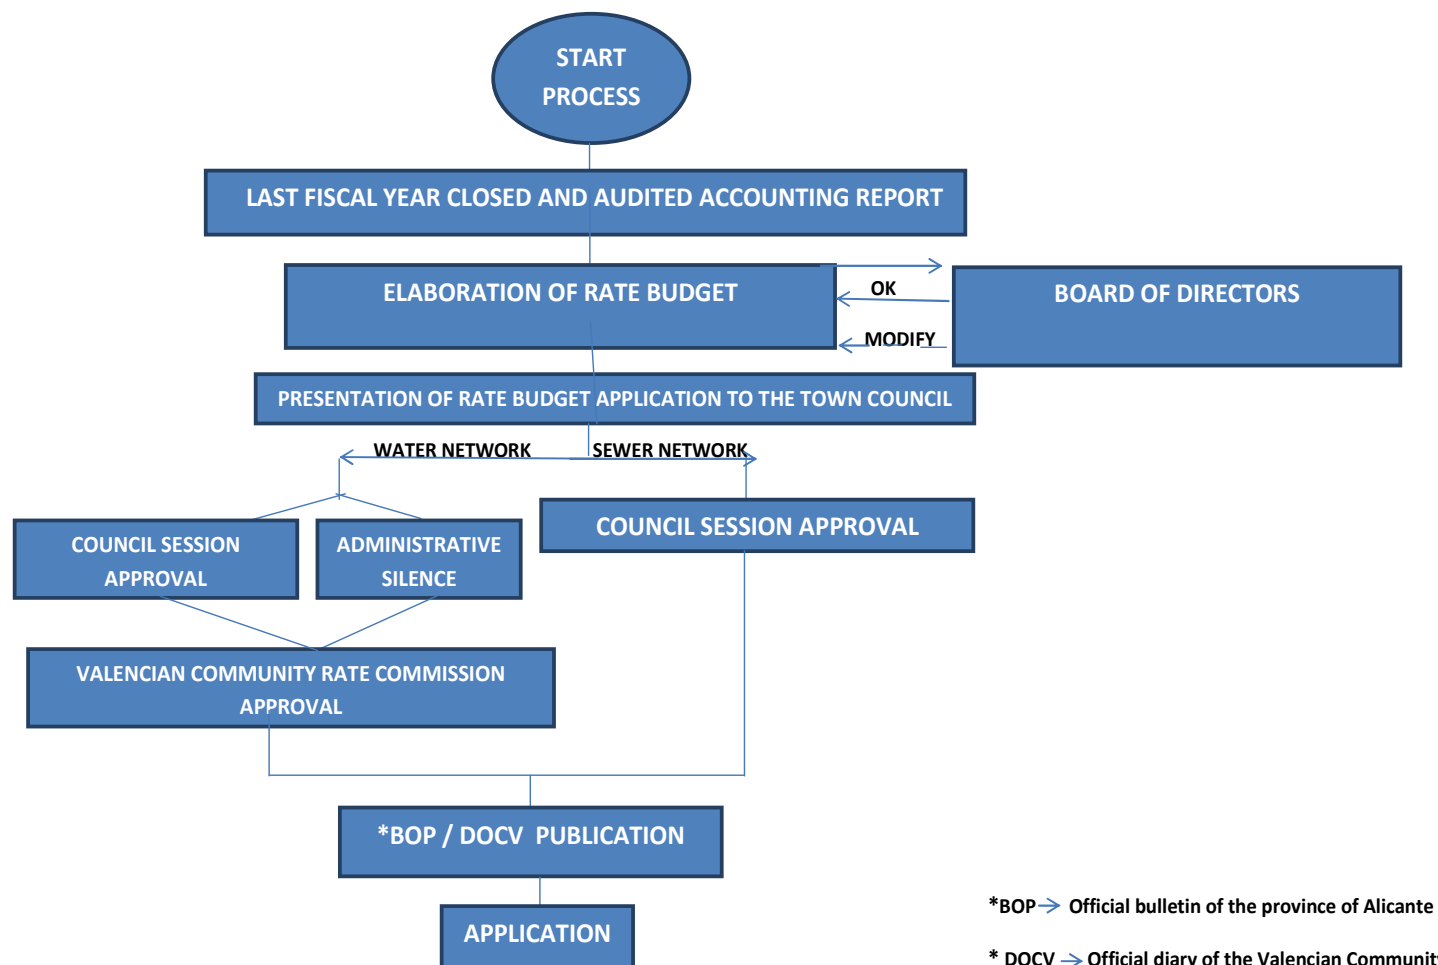 START
PROCESS
LAST FISCAL YEAR CLOSED AND AUDITED ACCOUNTING REPORT
ELABORATION OF RATE BUDGET
OK
BOARD OF DIRECTORS
MODIFY
PRESENTATION OF RATE BUDGET APPLICATION TO THE TOWN COUNCIL
WATER NETWORK
SEWER NETWORK
COUNCIL SESSION
APPROVAL
ADMINISTRATIVE
SILENCE
COUNCIL SESSION APPROVAL
VALENCIAN COMMUNITY RATE COMMISSION
APPROVAL
*BOP / DOCV PUBLICATION
APPLICATION
*BOP → Official bulletin of the province of Alicante
* DOCV → Official diary of the Valencian Community